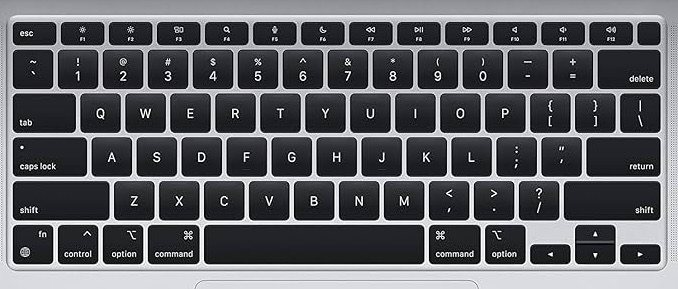 esc F1 F2 F3 F4 F5 F6 F7 F8 F9 F10 F11 F12
~ ! @ # $ % ^ & * ( ) — +
` 1 2 3 4 5 6 7 8 9 0 - = delete
tab Q W E R T Y U I O P { [ } ] | \
caps lock A S D F G H J K L : ; " ' return
shift Z X C V B N M < , > . ? / shift
fn control option command command option